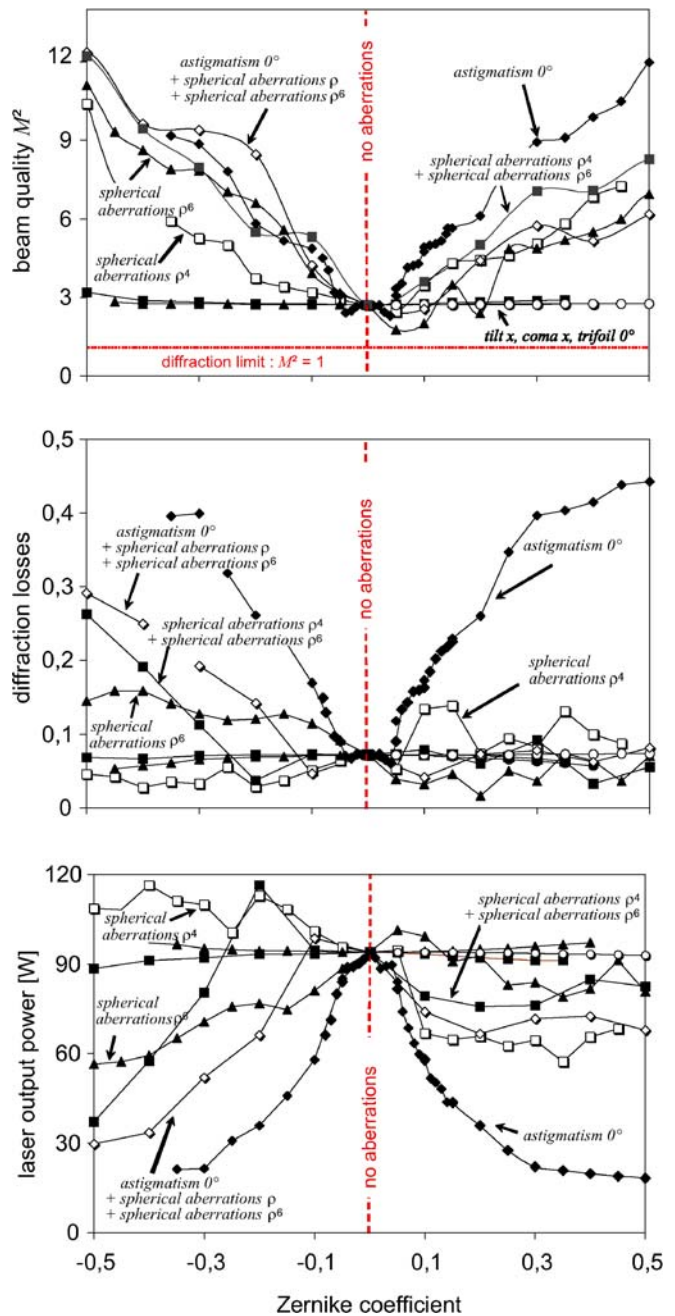 12
9
6
3
0
beam quality M²
astigmatism 0°
+ spherical aberrations ρ
+ spherical aberrations ρ⁶
no aberrations
astigmatism 0°
spherical aberrations ρ⁴
+ spherical aberrations ρ⁶
spherical
aberrations ρ⁶
spherical
aberrations ρ⁴
tilt x, coma x, trifoil 0°
diffraction limit : M² = 1
0,5
0,4
0,3
0,2
0,1
0
diffraction losses
no aberrations
astigmatism 0°
+ spherical aberrations ρ
+ spherical aberrations ρ⁶
astigmatism 0°
spherical aberrations ρ⁴
+ spherical aberrations ρ⁶
spherical
aberrations ρ⁴
spherical
aberrations ρ⁶
120
90
60
30
0
laser output power [W]
spherical
aberrations ρ⁴
spherical aberrations ρ⁴
+ spherical aberrations ρ⁶
spherical
aberrations ρ⁶
no aberrations
astigmatism 0°
astigmatism 0°
+ spherical aberrations ρ
+ spherical aberrations ρ⁶
-0,5 -0,3 -0,1 0,1 0,3 0,5
Zernike coefficient